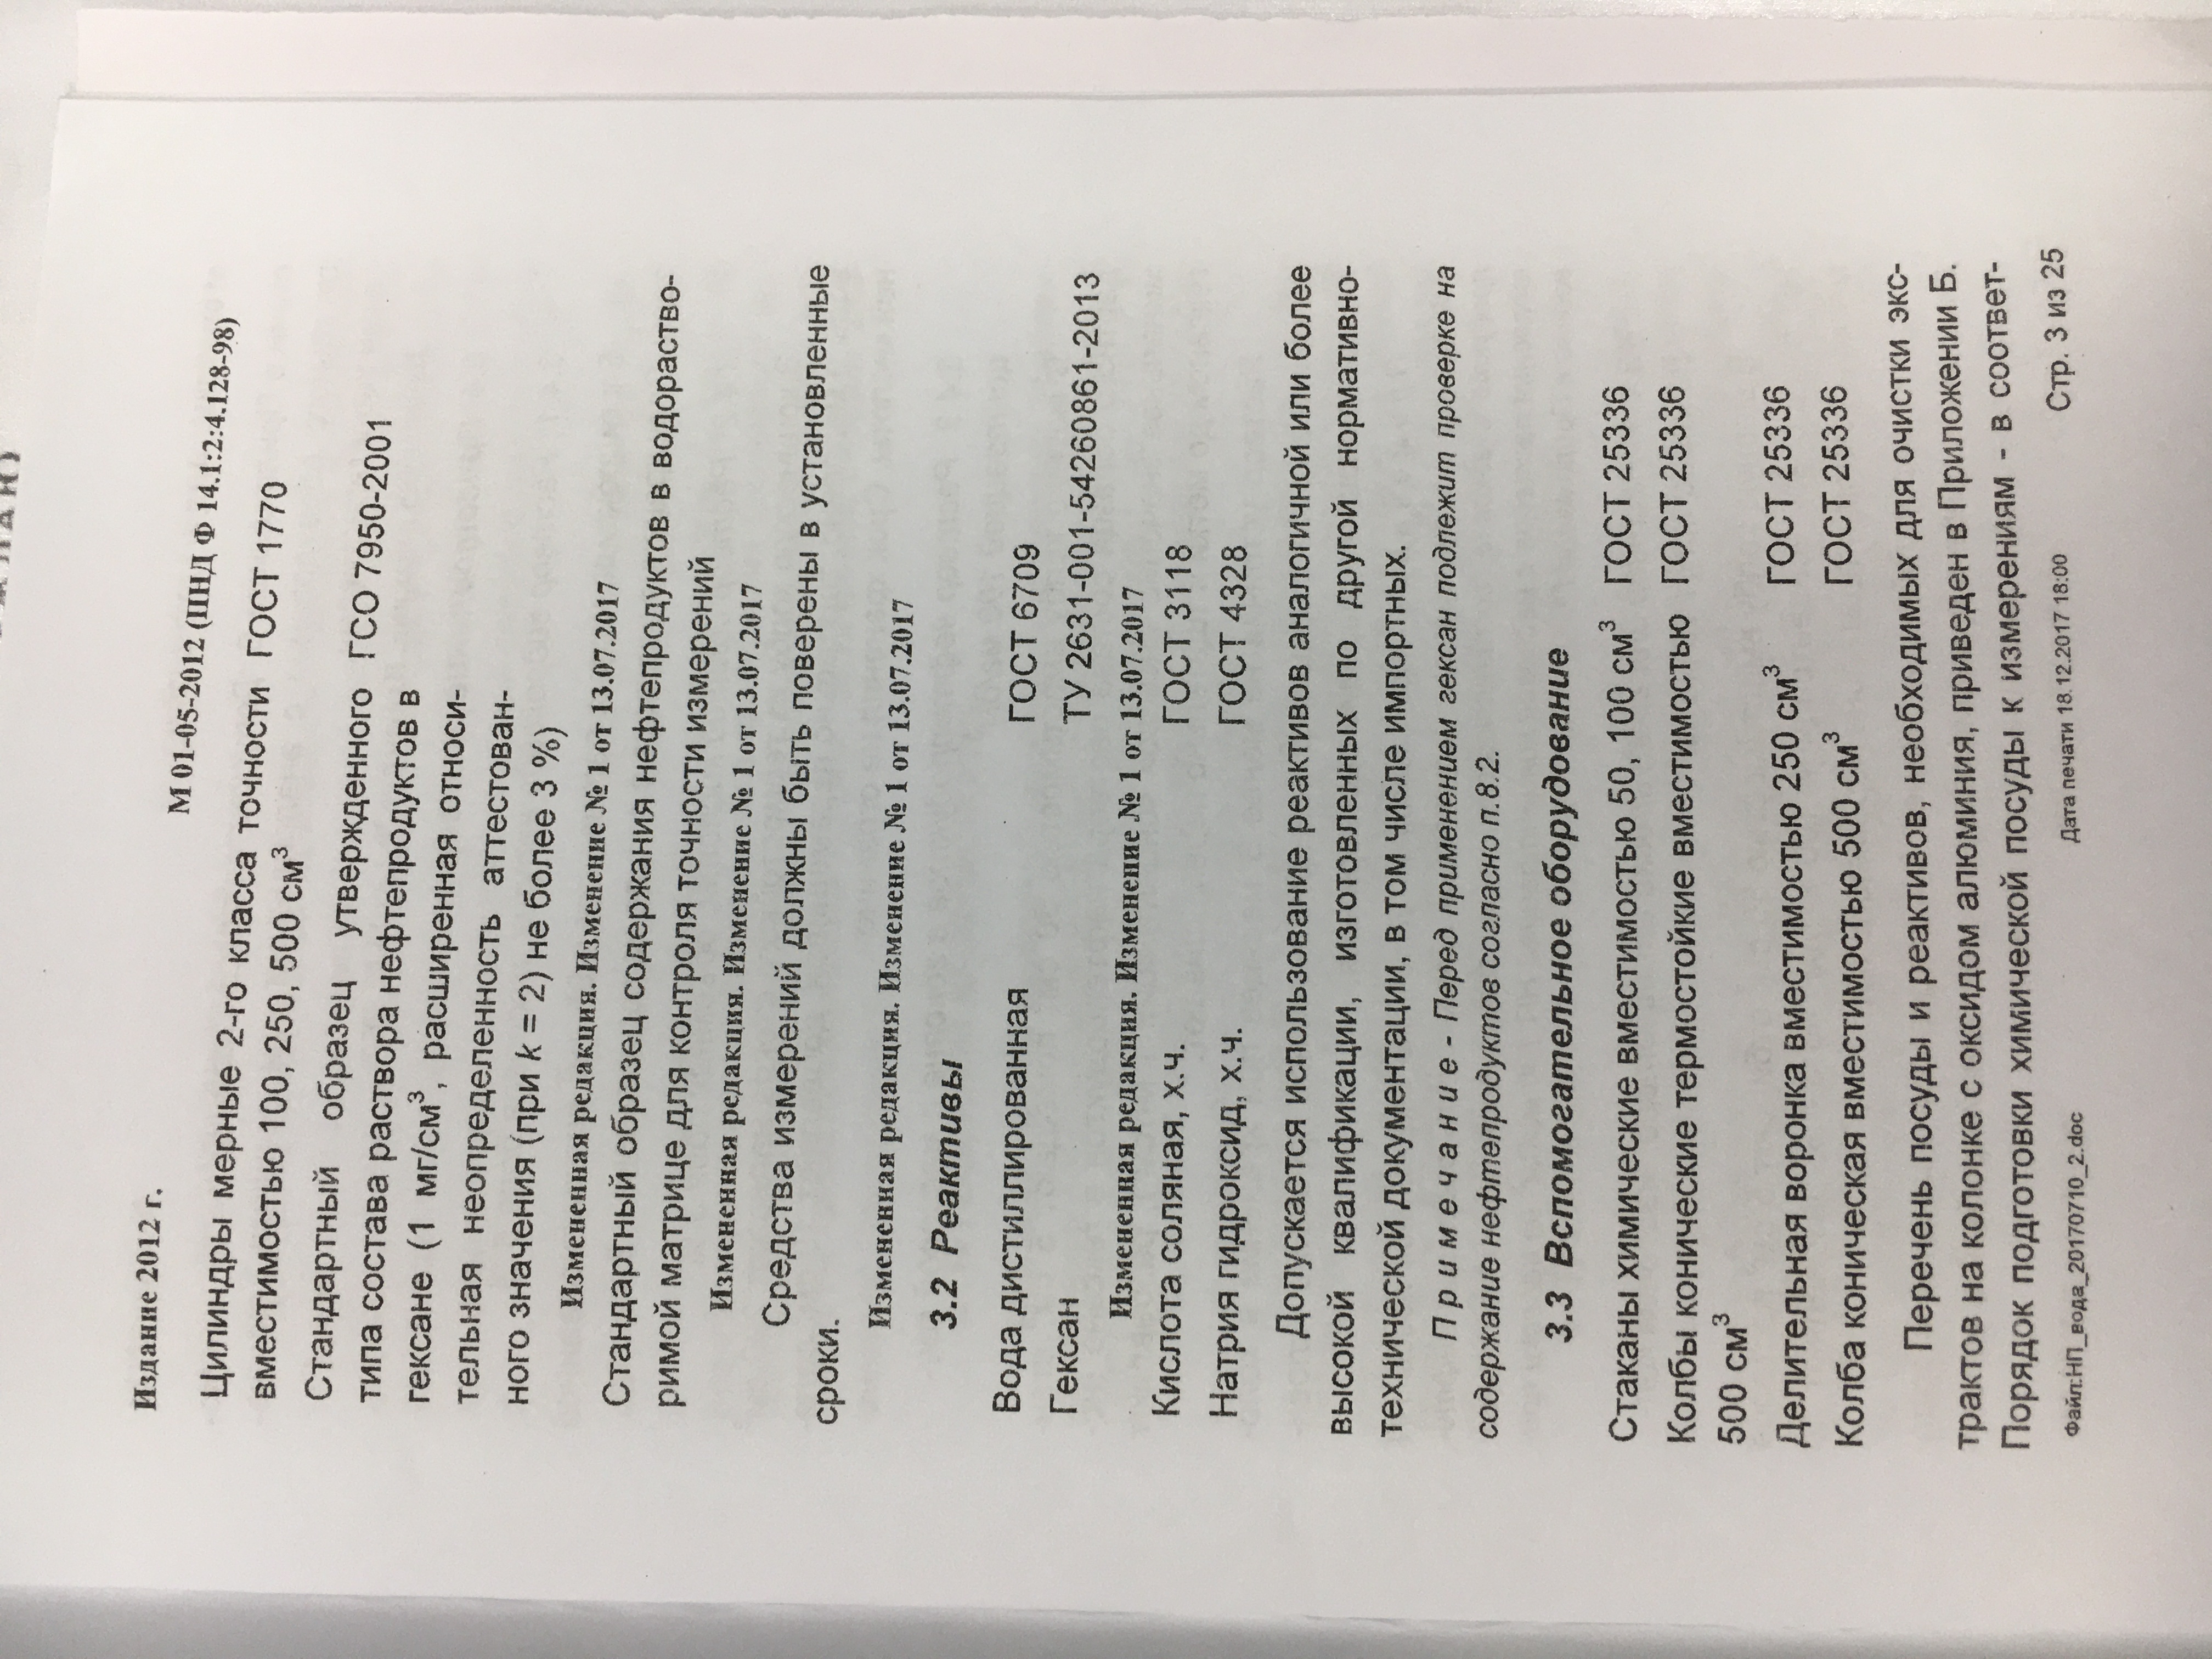 Издание 2012 г.
М 01-05-2012 (ПНД Ф 14.1:2:4.128-98)
Цилиндры мерные 2-го класса точности ГОСТ 1770
вместимостью 100, 250, 500 см³
Стандартный образец утвержденного ГСО 7950-2001
типа состава раствора нефтепродуктов в
гексане (1 мг/см³, расширенная относи-
тельная неопределенность аттестован-
ного значения (при k = 2) не более 3 %)
Измененная редакция. Изменение № 1 от 13.07.2017
Стандартный образец содержания нефтепродуктов в водораство-
римой матрице для контроля точности измерений
Измененная редакция. Изменение № 1 от 13.07.2017
Средства измерений должны быть поверены в установленные
сроки.
Измененная редакция. Изменение № 1 от 13.07.2017
3.2 Реактивы
Вода дистиллированная ГОСТ 6709
Гексан ТУ 2631-001-54260861-2013
Измененная редакция. Изменение № 1 от 13.07.2017
Кислота соляная, х.ч. ГОСТ 3118
Натрия гидроксид, х.ч. ГОСТ 4328
Допускается использование реактивов аналогичной или более
высокой квалификации, изготовленных по другой нормативно-
технической документации, в том числе импортных.
Примечание - Перед применением гексан подлежит проверке на
содержание нефтепродуктов согласно п.8.2.
3.3 Вспомогательное оборудование
Стаканы химические вместимостью 50, 100 см³ ГОСТ 25336
Колбы конические термостойкие вместимостью ГОСТ 25336
500 см³
Делительная воронка вместимостью 250 см³ ГОСТ 25336
Колба коническая вместимостью 500 см³ ГОСТ 25336
Перечень посуды и реактивов, необходимых для очистки экс-
трактов на колонке с оксидом алюминия, приведен в Приложении Б.
Порядок подготовки химической посуды к измерениям - в соответ-
Файл:НП_вода_20170710_2.doc Дата печати 18.12.2017 18:00 Стр. 3 из 25